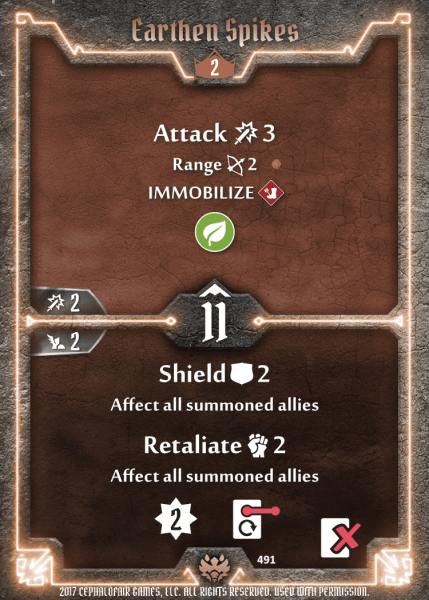 Earthen Spikes
2
Attack 3
Range 2
IMMOBILIZE
2
11
2
Shield 2
Affect all summoned allies
Retaliate 2
Affect all summoned allies
2
491
2017 CEPHALOFAIR GAMES, LLC. ALL RIGHTS RESERVED. USED WITH PERMISSION.